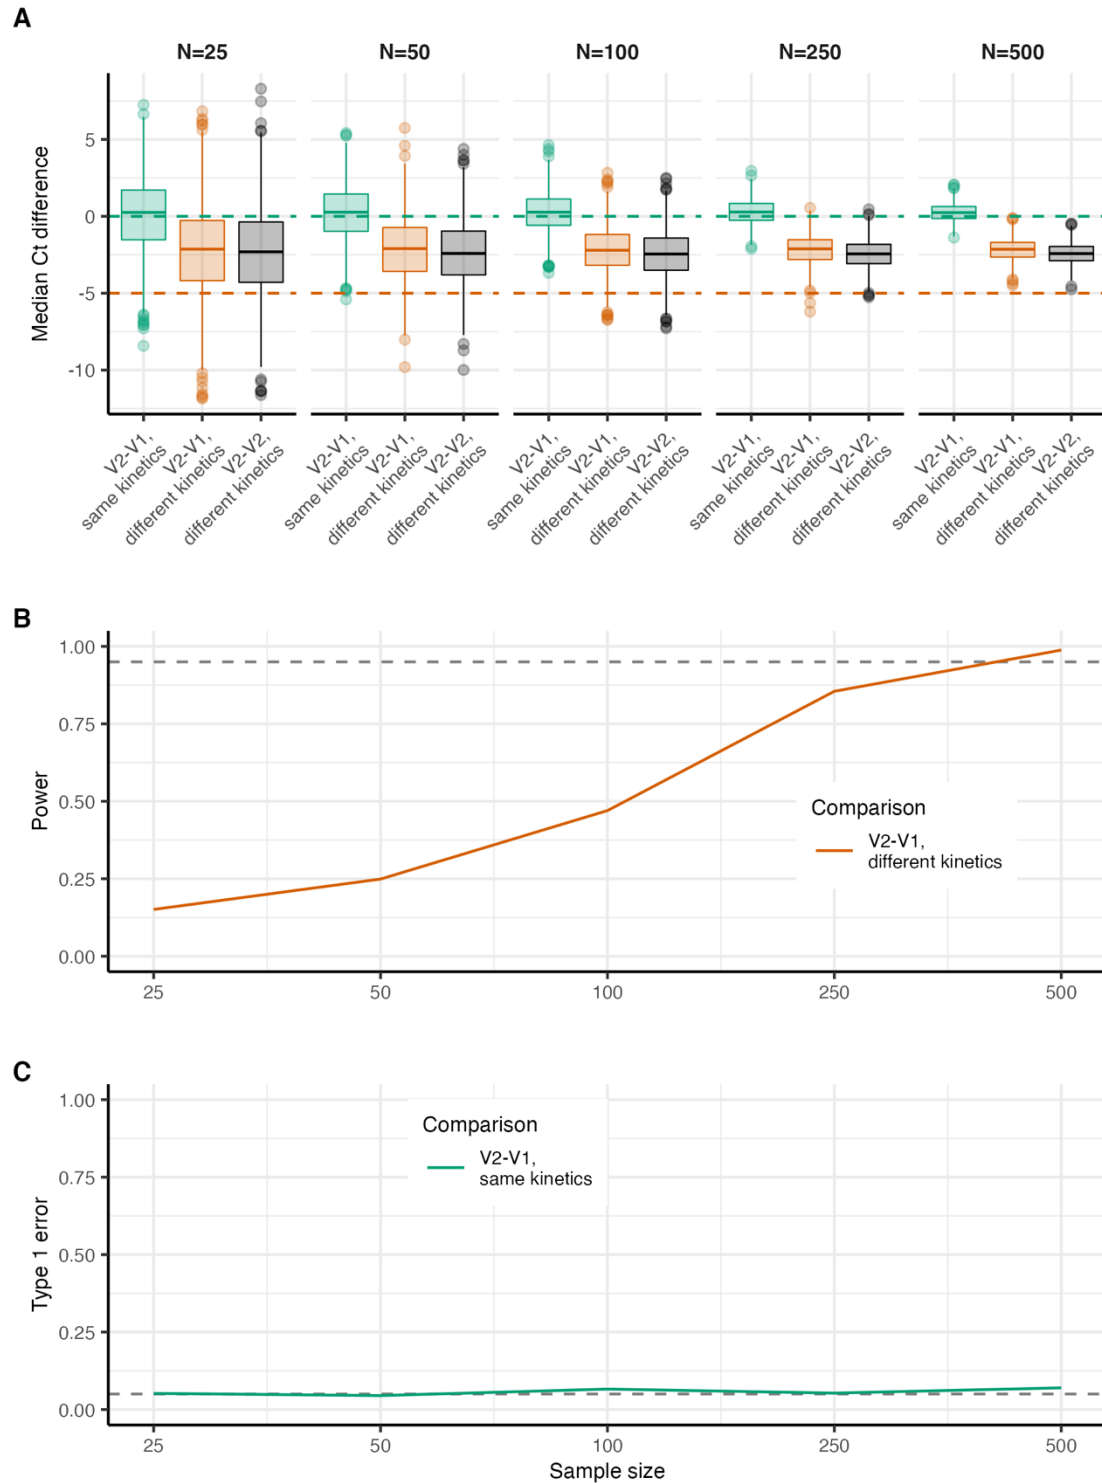 A
N=25 N=50 N=100 N=250 N=500
Median Ct difference
5
0
-5
-10
V2-V1,
same kinetics
V2-V1,
different kinetics
V2-V2,
different kinetics
V2-V1,
same kinetics
V2-V1,
different kinetics
V2-V2,
different kinetics
V2-V1,
same kinetics
V2-V1,
different kinetics
V2-V2,
different kinetics
V2-V1,
same kinetics
V2-V1,
different kinetics
V2-V2,
different kinetics
V2-V1,
same kinetics
V2-V1,
different kinetics
V2-V2,
different kinetics
B
Power
1.00
0.75
0.50
0.25
0.00
Comparison
V2-V1,
different kinetics
25 50 100 250 500
C
Type 1 error
1.00
0.75
0.50
0.25
0.00
Comparison
V2-V1,
same kinetics
25 50 100 250 500
Sample size